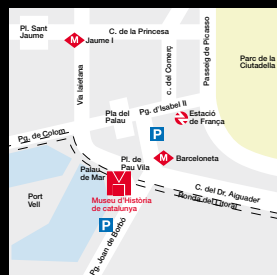 Pl. Sant
Jaume
M
Jaume I
C. de la Princesa
Via laietana
c. del Comerç
Passeig de Picasso
Parc de la
Ciutadella
Pg. d'Isabel II
Pla del
Palau
Estació
de França
P
Pg. de Colom
Pl. de
Pau Vila
M
Barceloneta
Palau
de Mar
Museu d'Història
de catalunya
Port
Vell
P
C. del Dr. Aiguader
Ronda del Litoral
Pg. Joan de Borbó